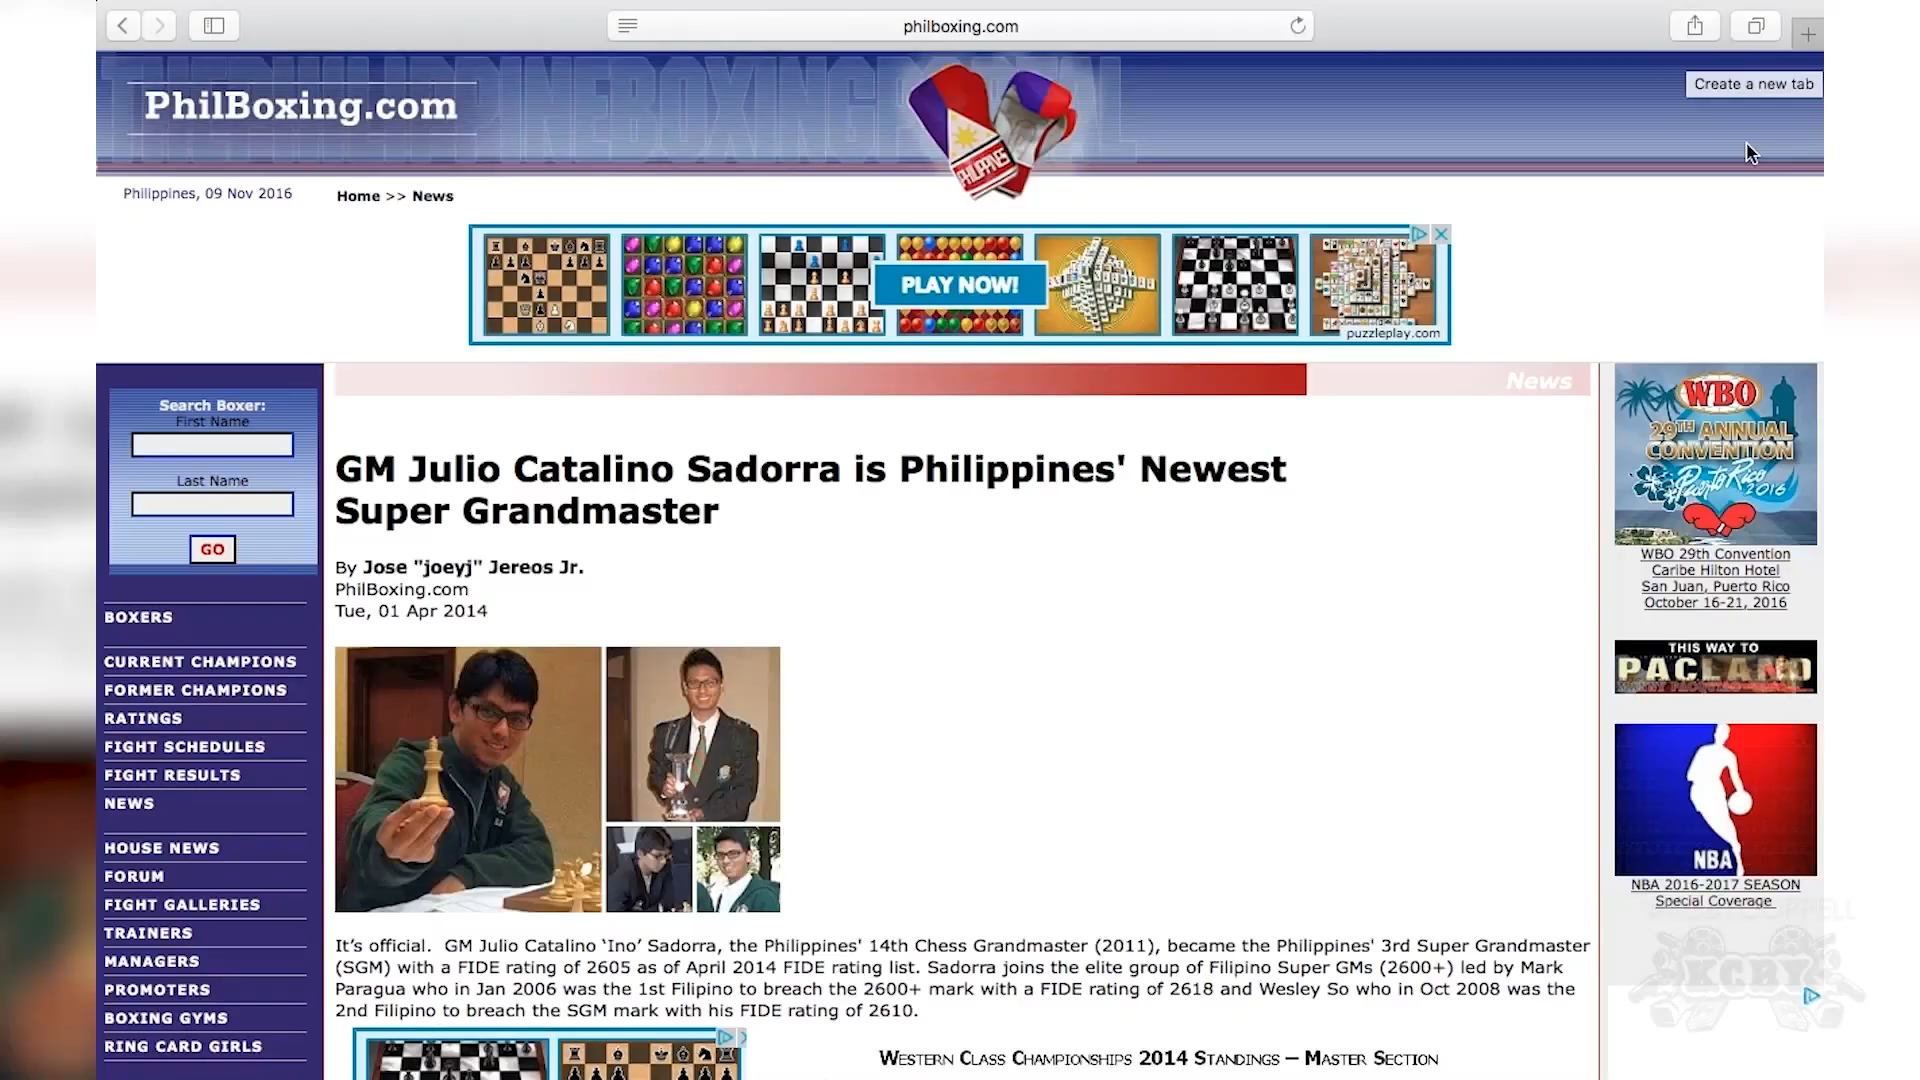 philboxing.com
Create a new tab
PhilBoxing.com
THEPHILIPPINEBOXINGPORTAL
PHILIPPINES
Philippines, 09 Nov 2016
Home >> News
PLAY NOW!
puzzleplay.com
News
Search Boxer:
First Name
Last Name
GO
BOXERS
CURRENT CHAMPIONS
FORMER CHAMPIONS
RATINGS
FIGHT SCHEDULES
FIGHT RESULTS
NEWS
HOUSE NEWS
FORUM
FIGHT GALLERIES
TRAINERS
MANAGERS
PROMOTERS
BOXING GYMS
RING CARD GIRLS
GM Julio Catalino Sadorra is Philippines' Newest
Super Grandmaster
By Jose "joeyj" Jereos Jr.
PhilBoxing.com
Tue, 01 Apr 2014
It’s official. GM Julio Catalino ‘Ino’ Sadorra, the Philippines' 14th Chess Grandmaster (2011), became the Philippines' 3rd Super Grandmaster
(SGM) with a FIDE rating of 2605 as of April 2014 FIDE rating list. Sadorra joins the elite group of Filipino Super GMs (2600+) led by Mark
Paragua who in Jan 2006 was the 1st Filipino to breach the 2600+ mark with a FIDE rating of 2618 and Wesley So who in Oct 2008 was the
2nd Filipino to breach the SGM mark with his FIDE rating of 2610.
Western Class Championships 2014 Standings – Master Section
WBO
29TH ANNUAL
CONVENTION
Puerto Rico
2016
WBO 29th Convention
Caribe Hilton Hotel
San Juan, Puerto Rico
October 16-21, 2016
THIS WAY TO
PACLAND
NBA
NBA 2016-2017 SEASON
Special Coverage
KCBY